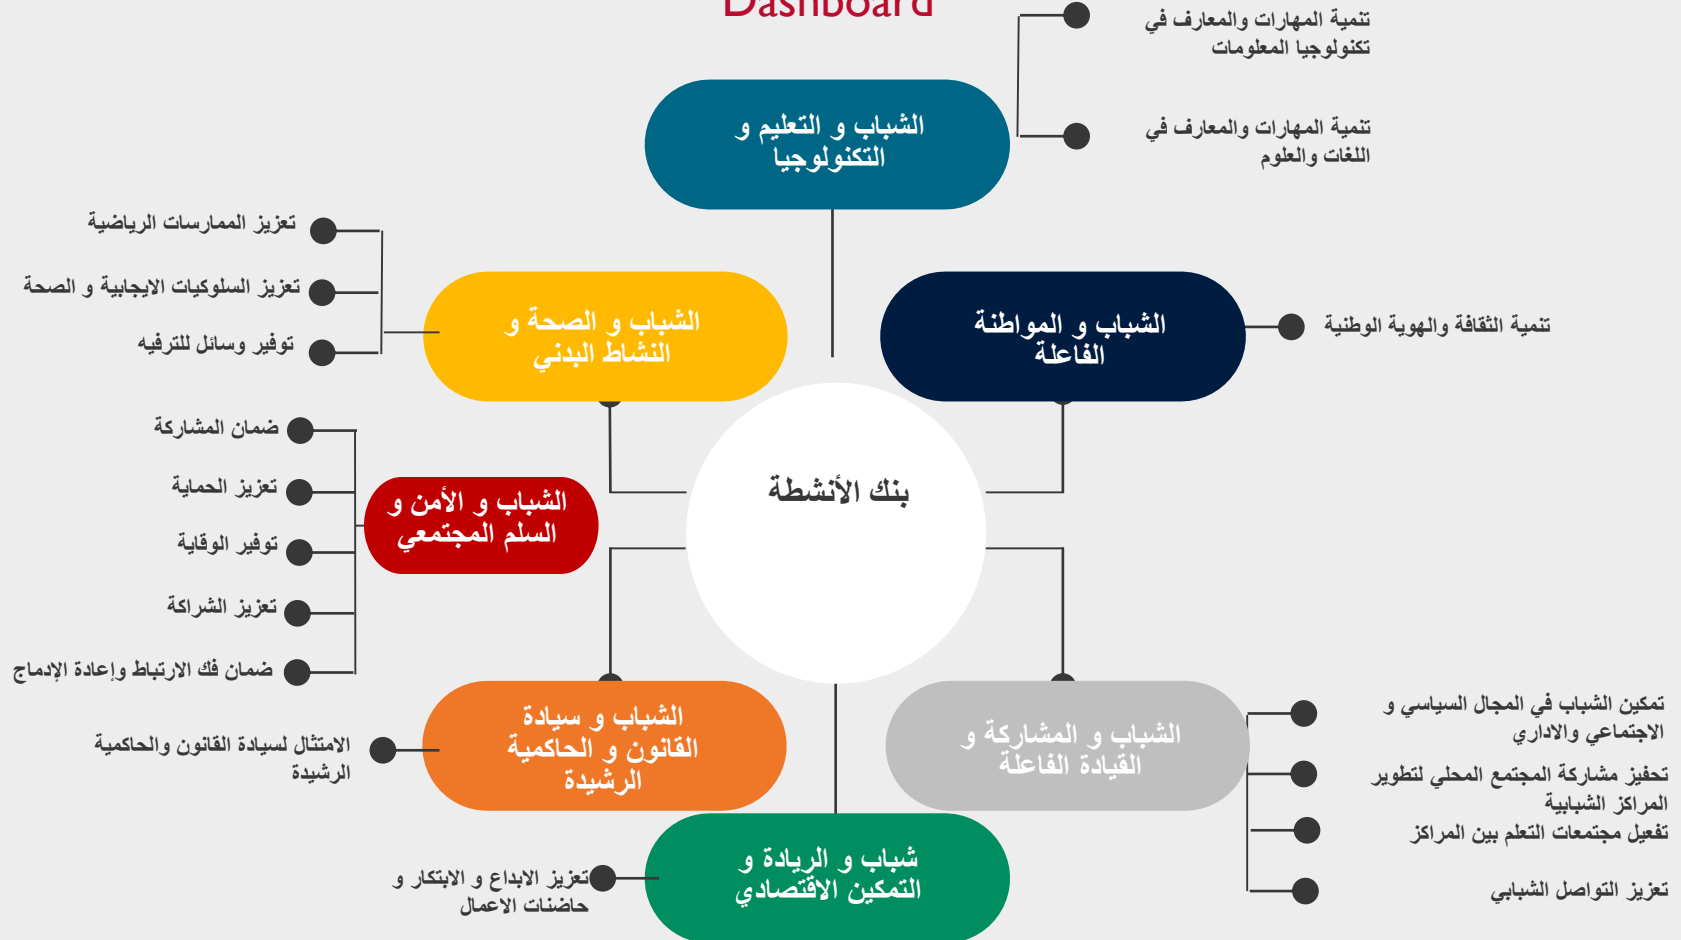 Dashboard
تنمية المهارات والمعارف في
تكنولوجيا المعلومات
تنمية المهارات والمعارف في
اللغات والعلوم
الشباب و التعليم و
التكنولوجيا
الشباب و المواطنة
الفاعلة
تنمية الثقافة والهوية الوطنية
الشباب و الصحة و
النشاط البدني
تعزيز الممارسات الرياضية
تعزيز السلوكيات الايجابية و الصحة
توفير وسائل للترفيه
بنك الأنشطة
الشباب و الأمن و
السلم المجتمعي
ضمان المشاركة
تعزيز الحماية
توفير الوقاية
تعزيز الشراكة
ضمان فك الارتباط وإعادة الإدماج
الشباب و المشاركة و
القيادة الفاعلة
تمكين الشباب في المجال السياسي و
الاجتماعي والاداري
تحفيز مشاركة المجتمع المحلي لتطوير
المراكز الشبابية
تفعيل مجتمعات التعلم بين المراكز
تعزيز التواصل الشبابي
الشباب و سيادة
القانون و الحاكمية
الرشيدة
الامتثال لسيادة القانون والحاكمية
الرشيدة
شباب و الريادة و
التمكين الاقتصادي
تعزيز الابداع و الابتكار و
حاضنات الاعمال